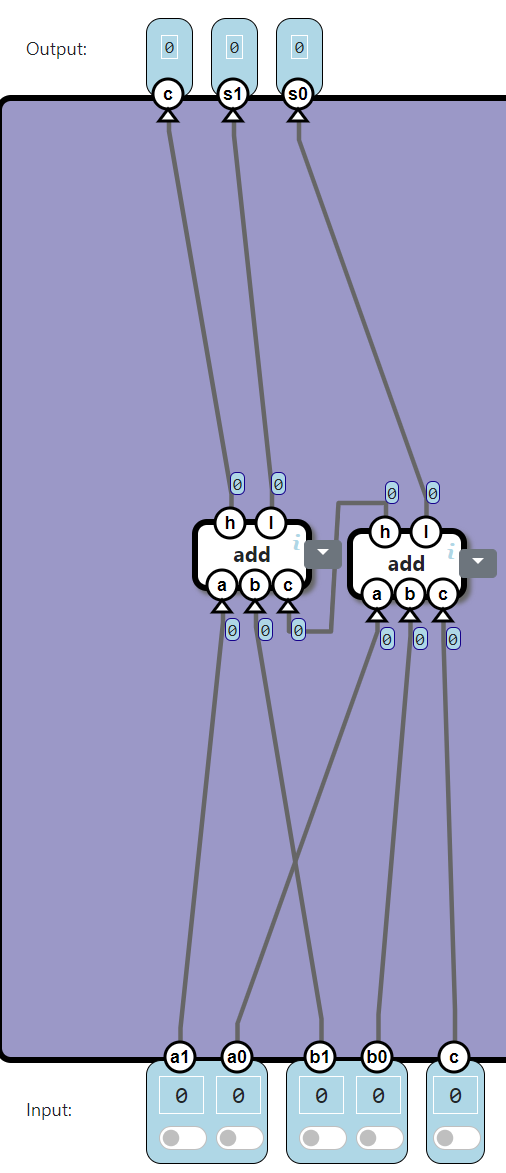 Output:
0 0 0
c s1 s0
0 0
0 0
h l
h l
add i
add i
a b c
a b c
0 0 0
0 0 0
a1 a0 b1 b0 c
Input:
0 0 0 0 0